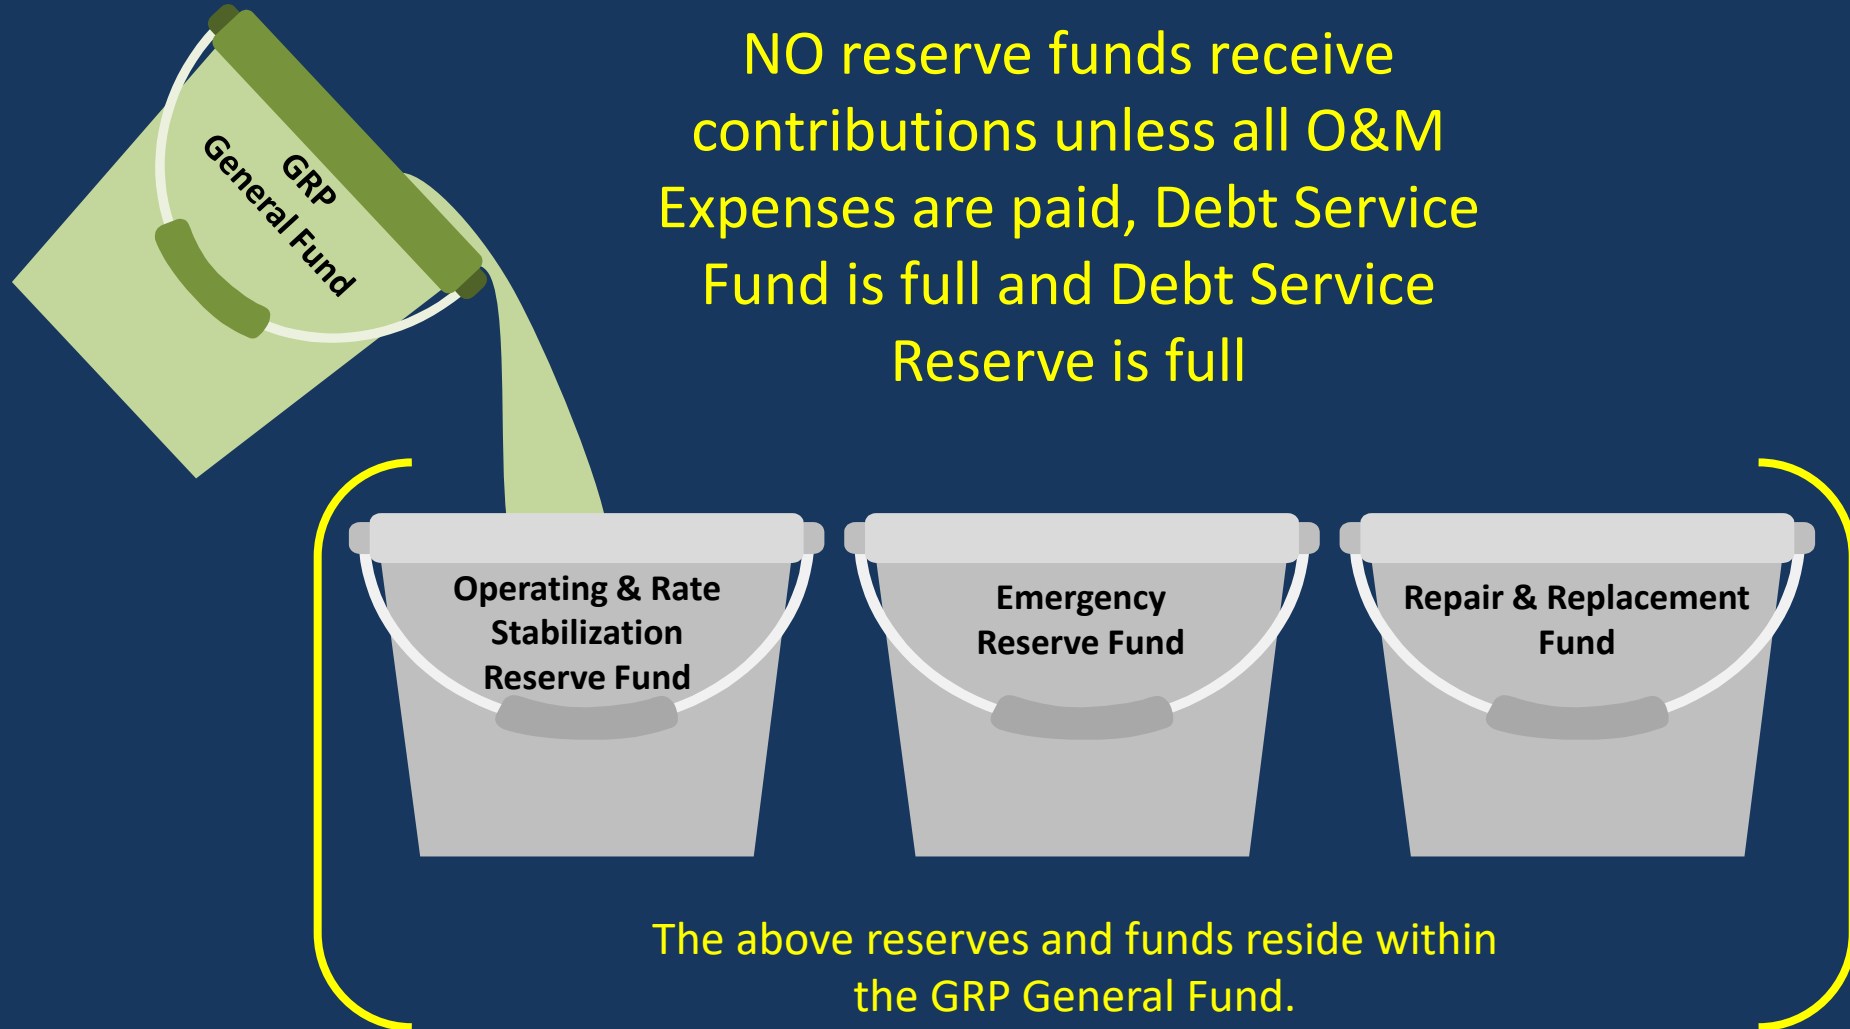 GRP
General Fund
NO reserve funds receive
contributions unless all O&M
Expenses are paid, Debt Service
Fund is full and Debt Service
Reserve is full
Operating & Rate
Stabilization
Reserve Fund
Emergency
Reserve Fund
Repair & Replacement
Fund
The above reserves and funds reside within
the GRP General Fund.